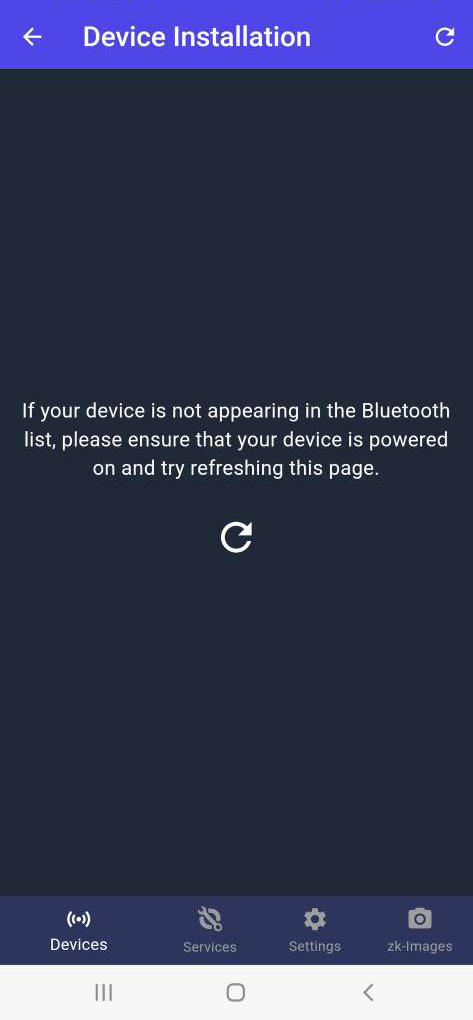 Device Installation
If your device is not appearing in the Bluetooth
list, please ensure that your device is powered
on and try refreshing this page.
Devices
Services
Settings
zk-Images